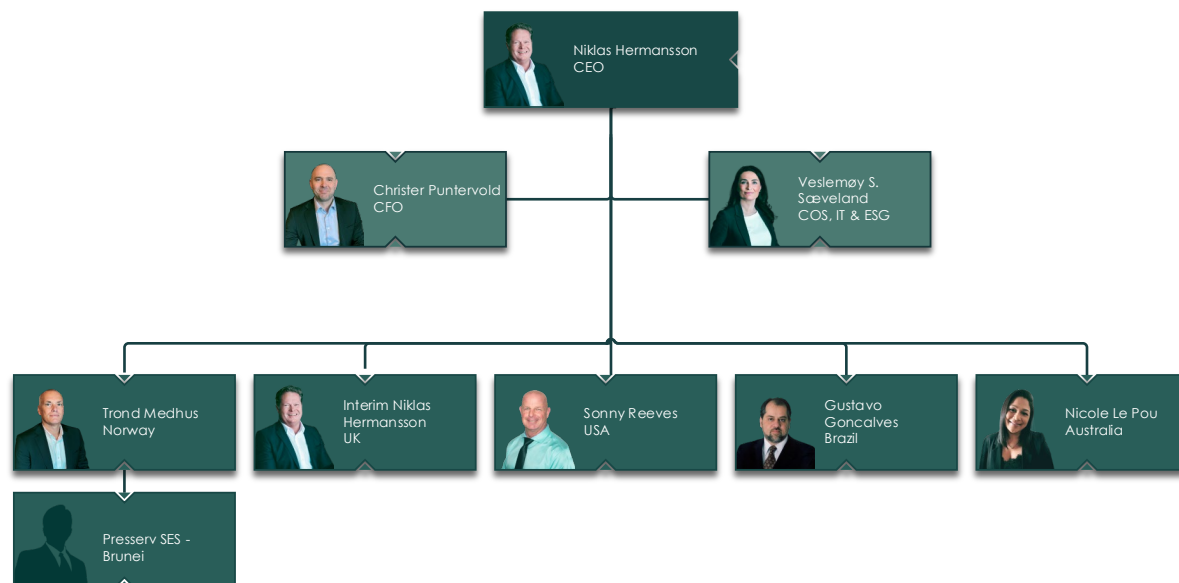 Niklas Hermansson
CEO
Christer Puntervold
CFO
Veslemøy S.
Sæveland
COS, IT & ESG
Trond Medhus
Norway
Interim Niklas
Hermansson
UK
Sonny Reeves
USA
Gustavo
Goncalves
Brazil
Nicole Le Pou
Australia
Presserv SES -
Brunei